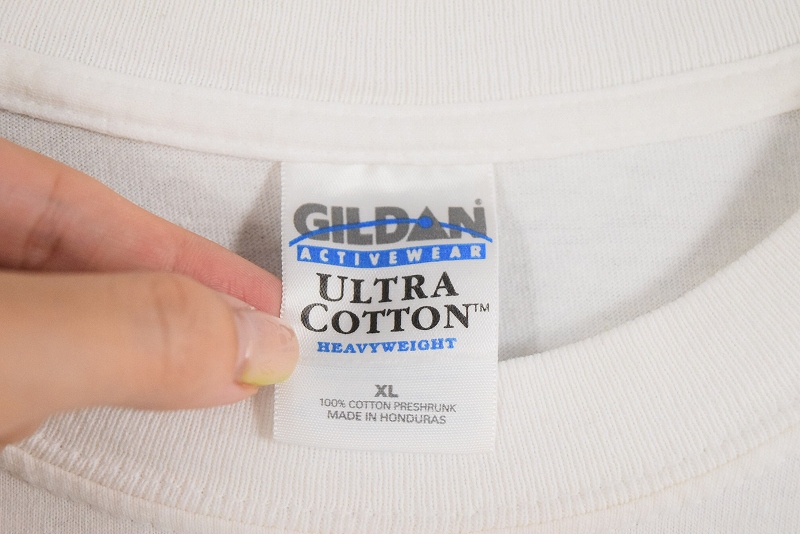 GILDAN
ACTIVEWEAR
ULTRA
COTTON™
HEAVYWEIGHT
XL
100% COTTON PRESHRUNK
MADE IN HONDURAS